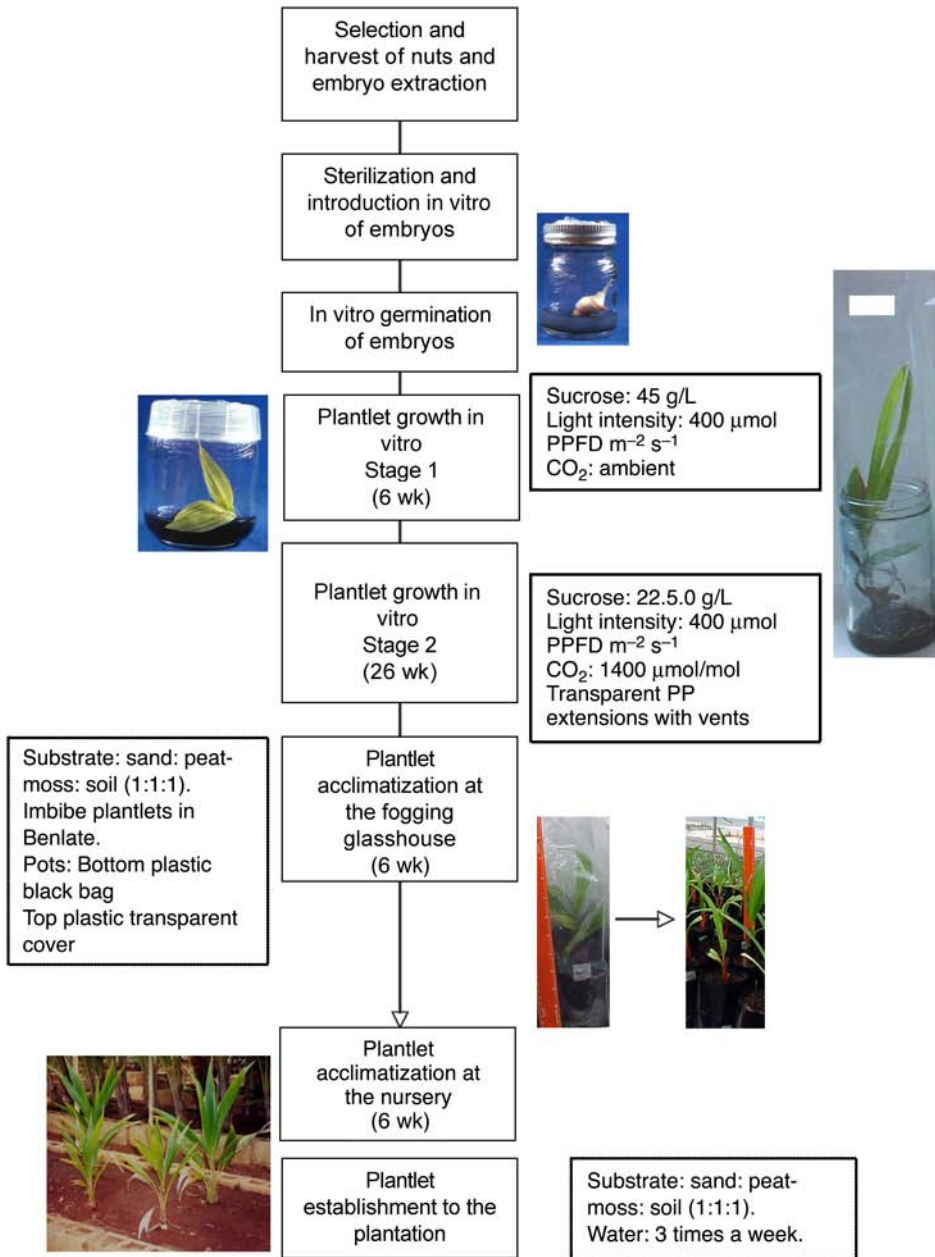 Selection and
harvest of nuts and
embryo extraction
Sterilization and
introduction in vitro
of embryos
In vitro germination
of embryos
Plantlet growth in
vitro
Stage 1
(6 wk)
Sucrose: 45 g/L
Light intensity: 400 μmol
PPFD m⁻² s⁻¹
CO₂: ambient
Plantlet growth in
vitro
Stage 2
(26 wk)
Sucrose: 22.5.0 g/L
Light intensity: 400 μmol
PPFD m⁻² s⁻¹
CO₂: 1400 μmol/mol
Transparent PP
extensions with vents
Substrate: sand: peat-
moss: soil (1:1:1).
Imbibe plantlets in
Benlate.
Pots: Bottom plastic
black bag
Top plastic transparent
cover
Plantlet
acclimatization at
the fogging
glasshouse
(6 wk)
Plantlet
acclimatization at
the nursery
(6 wk)
Plantlet
establishment to the
plantation
Substrate: sand: peat-
moss: soil (1:1:1).
Water: 3 times a week.